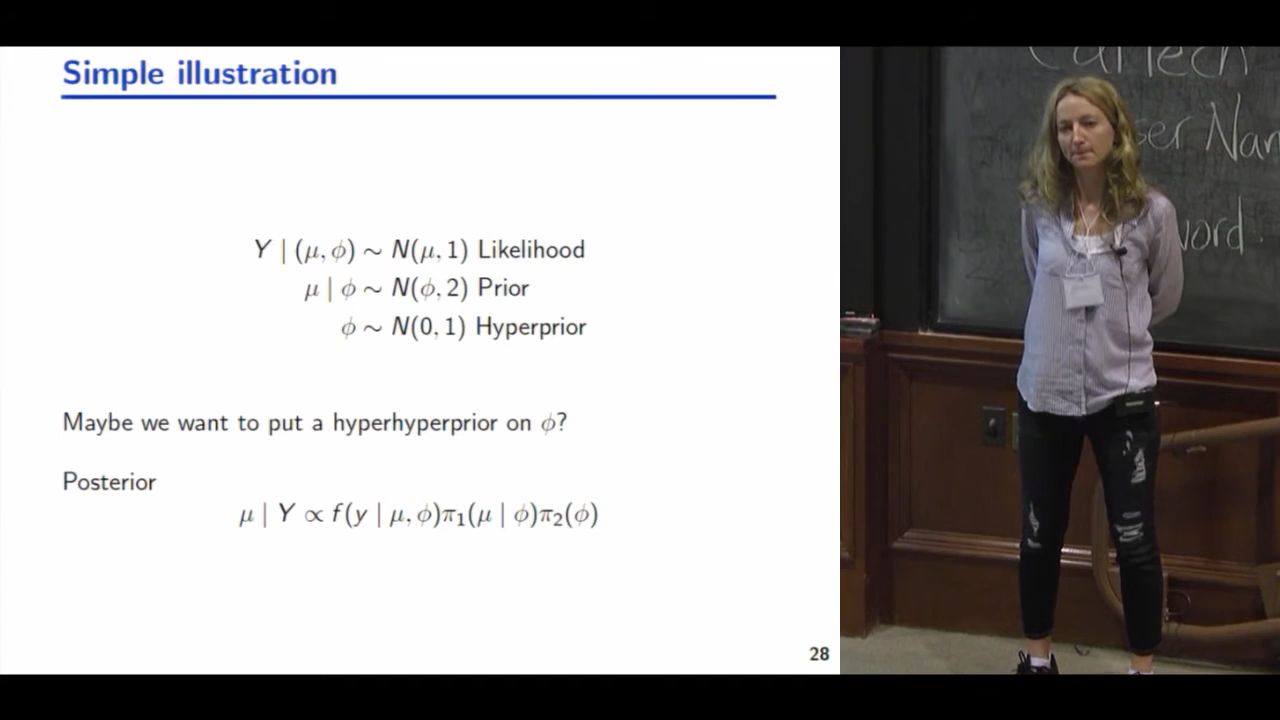 Simple illustration
Y | (μ, ϕ) ∼ N(μ, 1) Likelihood
μ | ϕ ∼ N(ϕ, 2) Prior
ϕ ∼ N(0, 1) Hyperprior
Maybe we want to put a hyperhyperprior on ϕ?
Posterior
μ | Y ∝ f(y | μ, ϕ)π₁(μ | ϕ)π₂(ϕ)
28